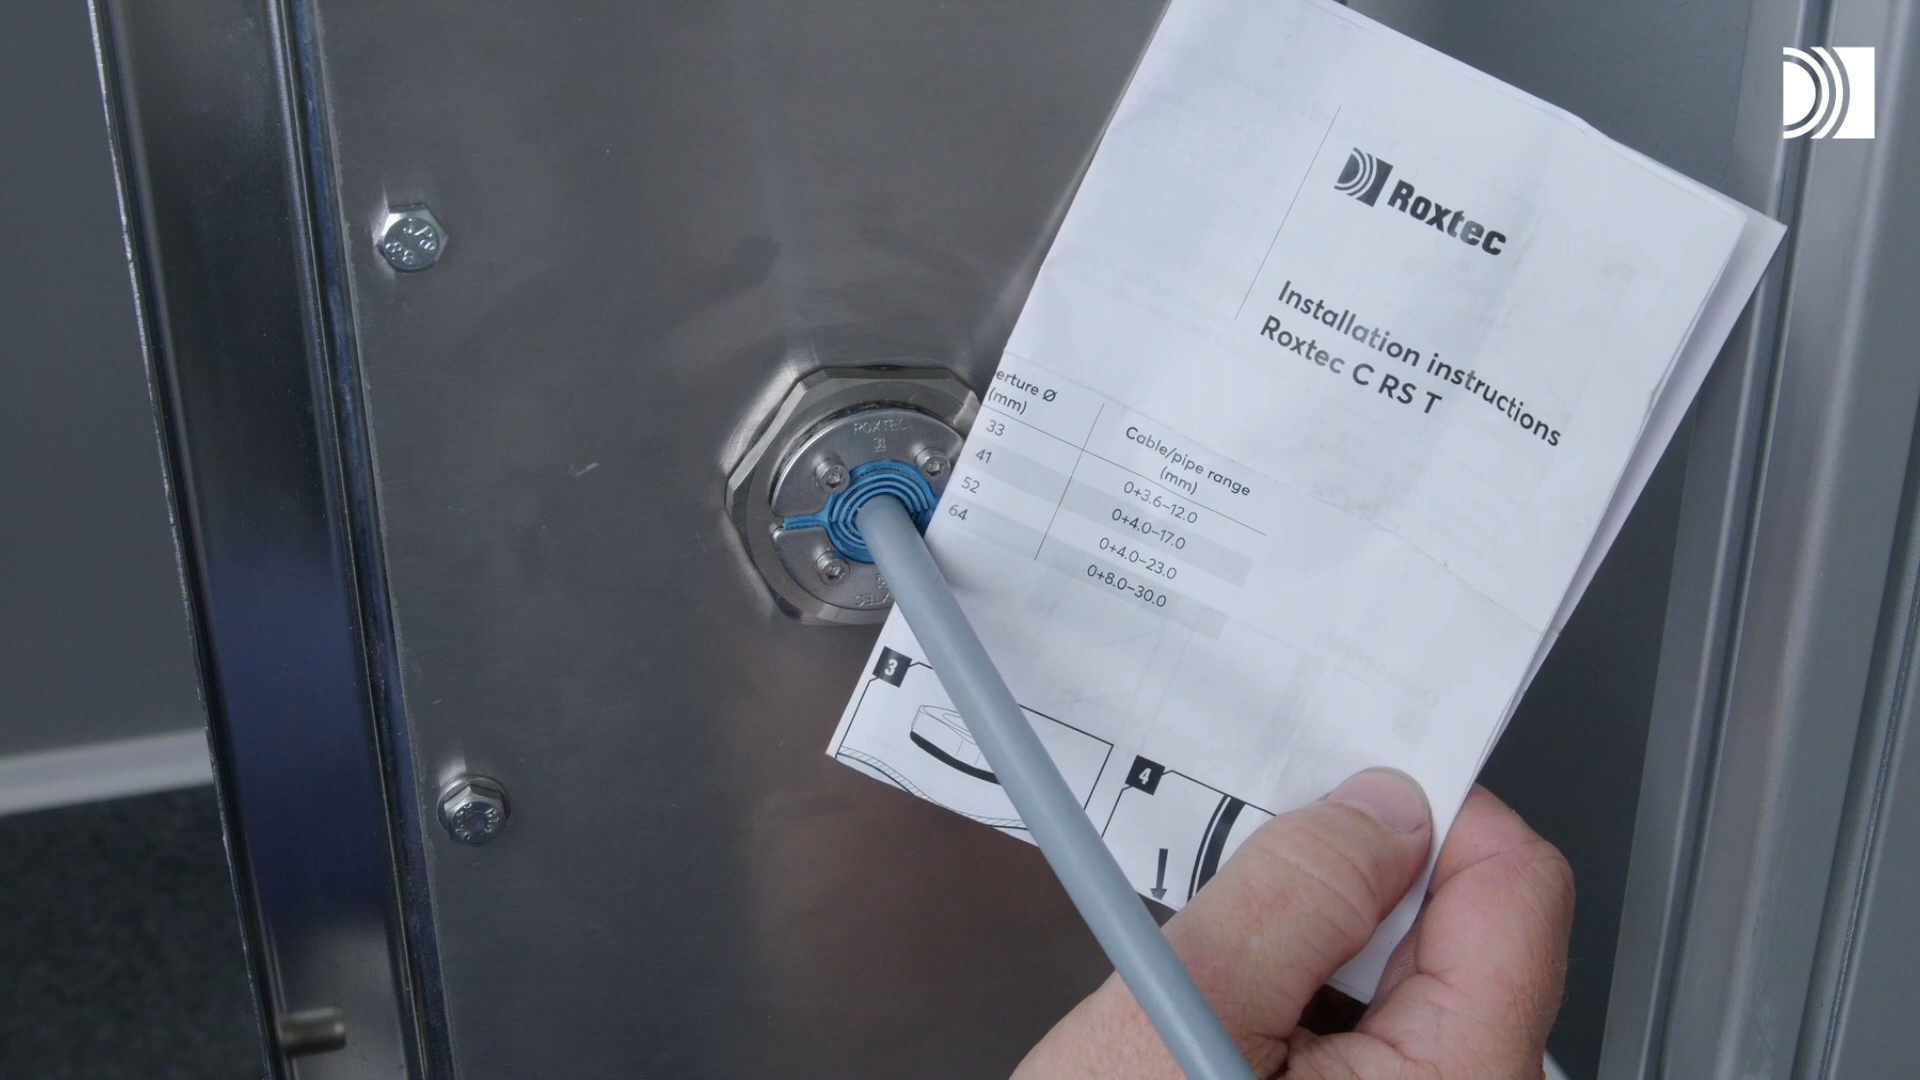 Roxtec
Installation instructions
Roxtec C RS T
erture Ø
(mm)
Cable/pipe range
(mm)
33
0+3.6–12.0
41
0+4.0–17.0
52
0+4.0–23.0
64
0+8.0–30.0
3
4
ROXTEC
31